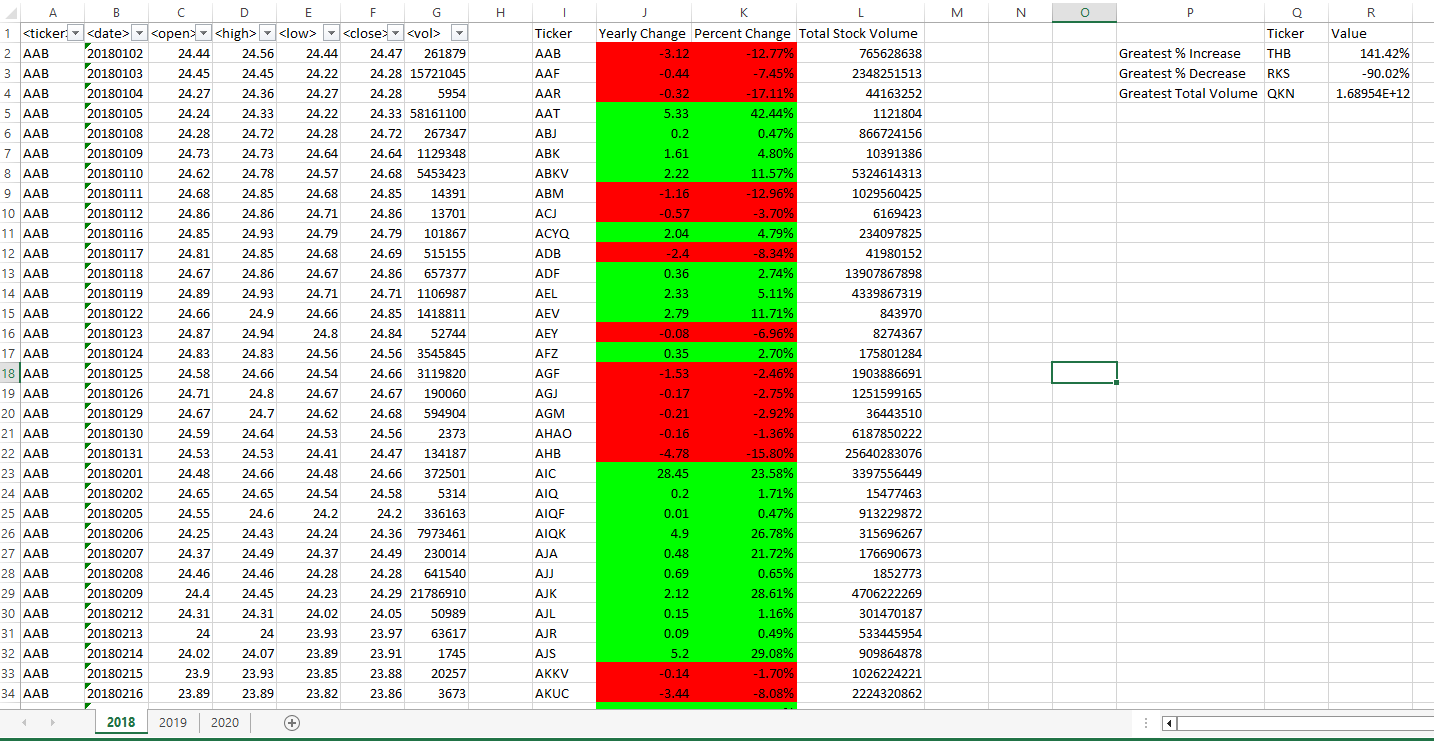 A B C D E F G H I J K L M N O P Q R
1 <ticker> <date> <open> <high> <low> <close> <vol> Ticker Yearly Change Percent Change Total Stock Volume Ticker Value
2 AAB 20180102 24.44 24.56 24.44 24.47 261879 AAB -3.12 -12.77% 765628638 Greatest % Increase THB 141.42%
3 AAB 20180103 24.45 24.45 24.22 24.28 15721045 AAF -0.44 -7.45% 2348251513 Greatest % Decrease RKS -90.02%
4 AAB 20180104 24.27 24.36 24.27 24.28 5954 AAR -0.32 -17.11% 44163252 Greatest Total Volume QKN 1.68954E+12
5 AAB 20180105 24.24 24.33 24.22 24.33 58161100 AAT 5.33 42.44% 1121804
6 AAB 20180108 24.28 24.72 24.28 24.72 267347 ABJ 0.2 0.47% 866724156
7 AAB 20180109 24.73 24.73 24.64 24.64 1129348 ABK 1.61 4.80% 10391386
8 AAB 20180110 24.62 24.78 24.57 24.68 5453423 ABKV 2.22 11.57% 5324614313
9 AAB 20180111 24.68 24.85 24.68 24.85 14391 ABM -1.16 -12.96% 1029560425
10 AAB 20180112 24.86 24.86 24.71 24.86 13701 ACJ -0.57 -3.70% 6169423
11 AAB 20180116 24.85 24.93 24.79 24.79 101867 ACYQ 2.04 4.79% 234097825
12 AAB 20180117 24.81 24.85 24.68 24.69 515155 ADB -2.4 -8.34% 41980152
13 AAB 20180118 24.67 24.86 24.67 24.86 657377 ADF 0.36 2.74% 13907867898
14 AAB 20180119 24.89 24.93 24.71 24.71 1106987 AEL 2.33 5.11% 4339867319
15 AAB 20180122 24.66 24.9 24.66 24.85 1418811 AEV 2.79 11.71% 843970
16 AAB 20180123 24.87 24.94 24.8 24.84 52744 AEY -0.08 -6.96% 8274367
17 AAB 20180124 24.83 24.83 24.56 24.56 3545845 AFZ 0.35 2.70% 175801284
18 AAB 20180125 24.58 24.66 24.54 24.66 3119820 AGF -1.53 -2.46% 1903886691
19 AAB 20180126 24.71 24.8 24.67 24.67 190060 AGJ -0.17 -2.75% 1251599165
20 AAB 20180129 24.67 24.7 24.62 24.68 594904 AGM -0.21 -2.92% 36443510
21 AAB 20180130 24.59 24.64 24.53 24.56 2373 AHAO -0.16 -1.36% 6187850222
22 AAB 20180131 24.53 24.53 24.41 24.47 134187 AHB -4.78 -15.80% 25640283076
23 AAB 20180201 24.48 24.66 24.48 24.66 372501 AIC 28.45 23.58% 3397556449
24 AAB 20180202 24.65 24.65 24.54 24.58 5314 AIQ 0.2 1.71% 15477463
25 AAB 20180205 24.55 24.6 24.2 24.2 336163 AIQF 0.01 0.47% 913229872
26 AAB 20180206 24.25 24.43 24.24 24.36 7973461 AIQK 4.9 26.78% 315696267
27 AAB 20180207 24.37 24.49 24.37 24.49 230014 AJA 0.48 21.72% 176690673
28 AAB 20180208 24.46 24.46 24.28 24.28 641540 AJJ 0.69 0.65% 1852773
29 AAB 20180209 24.4 24.45 24.23 24.29 21786910 AJK 2.12 28.61% 4706222269
30 AAB 20180212 24.31 24.31 24.02 24.05 50989 AJL 0.15 1.16% 301470187
31 AAB 20180213 24 24 23.93 23.97 63617 AJR 0.09 0.49% 533445954
32 AAB 20180214 24.02 24.07 23.89 23.91 1745 AJS 5.2 29.08% 909864878
33 AAB 20180215 23.9 23.93 23.85 23.88 20257 AKKV -0.14 -1.70% 1026224221
34 AAB 20180216 23.89 23.89 23.82 23.86 3673 AKUC -3.44 -8.08% 2224320862
2018 2019 2020